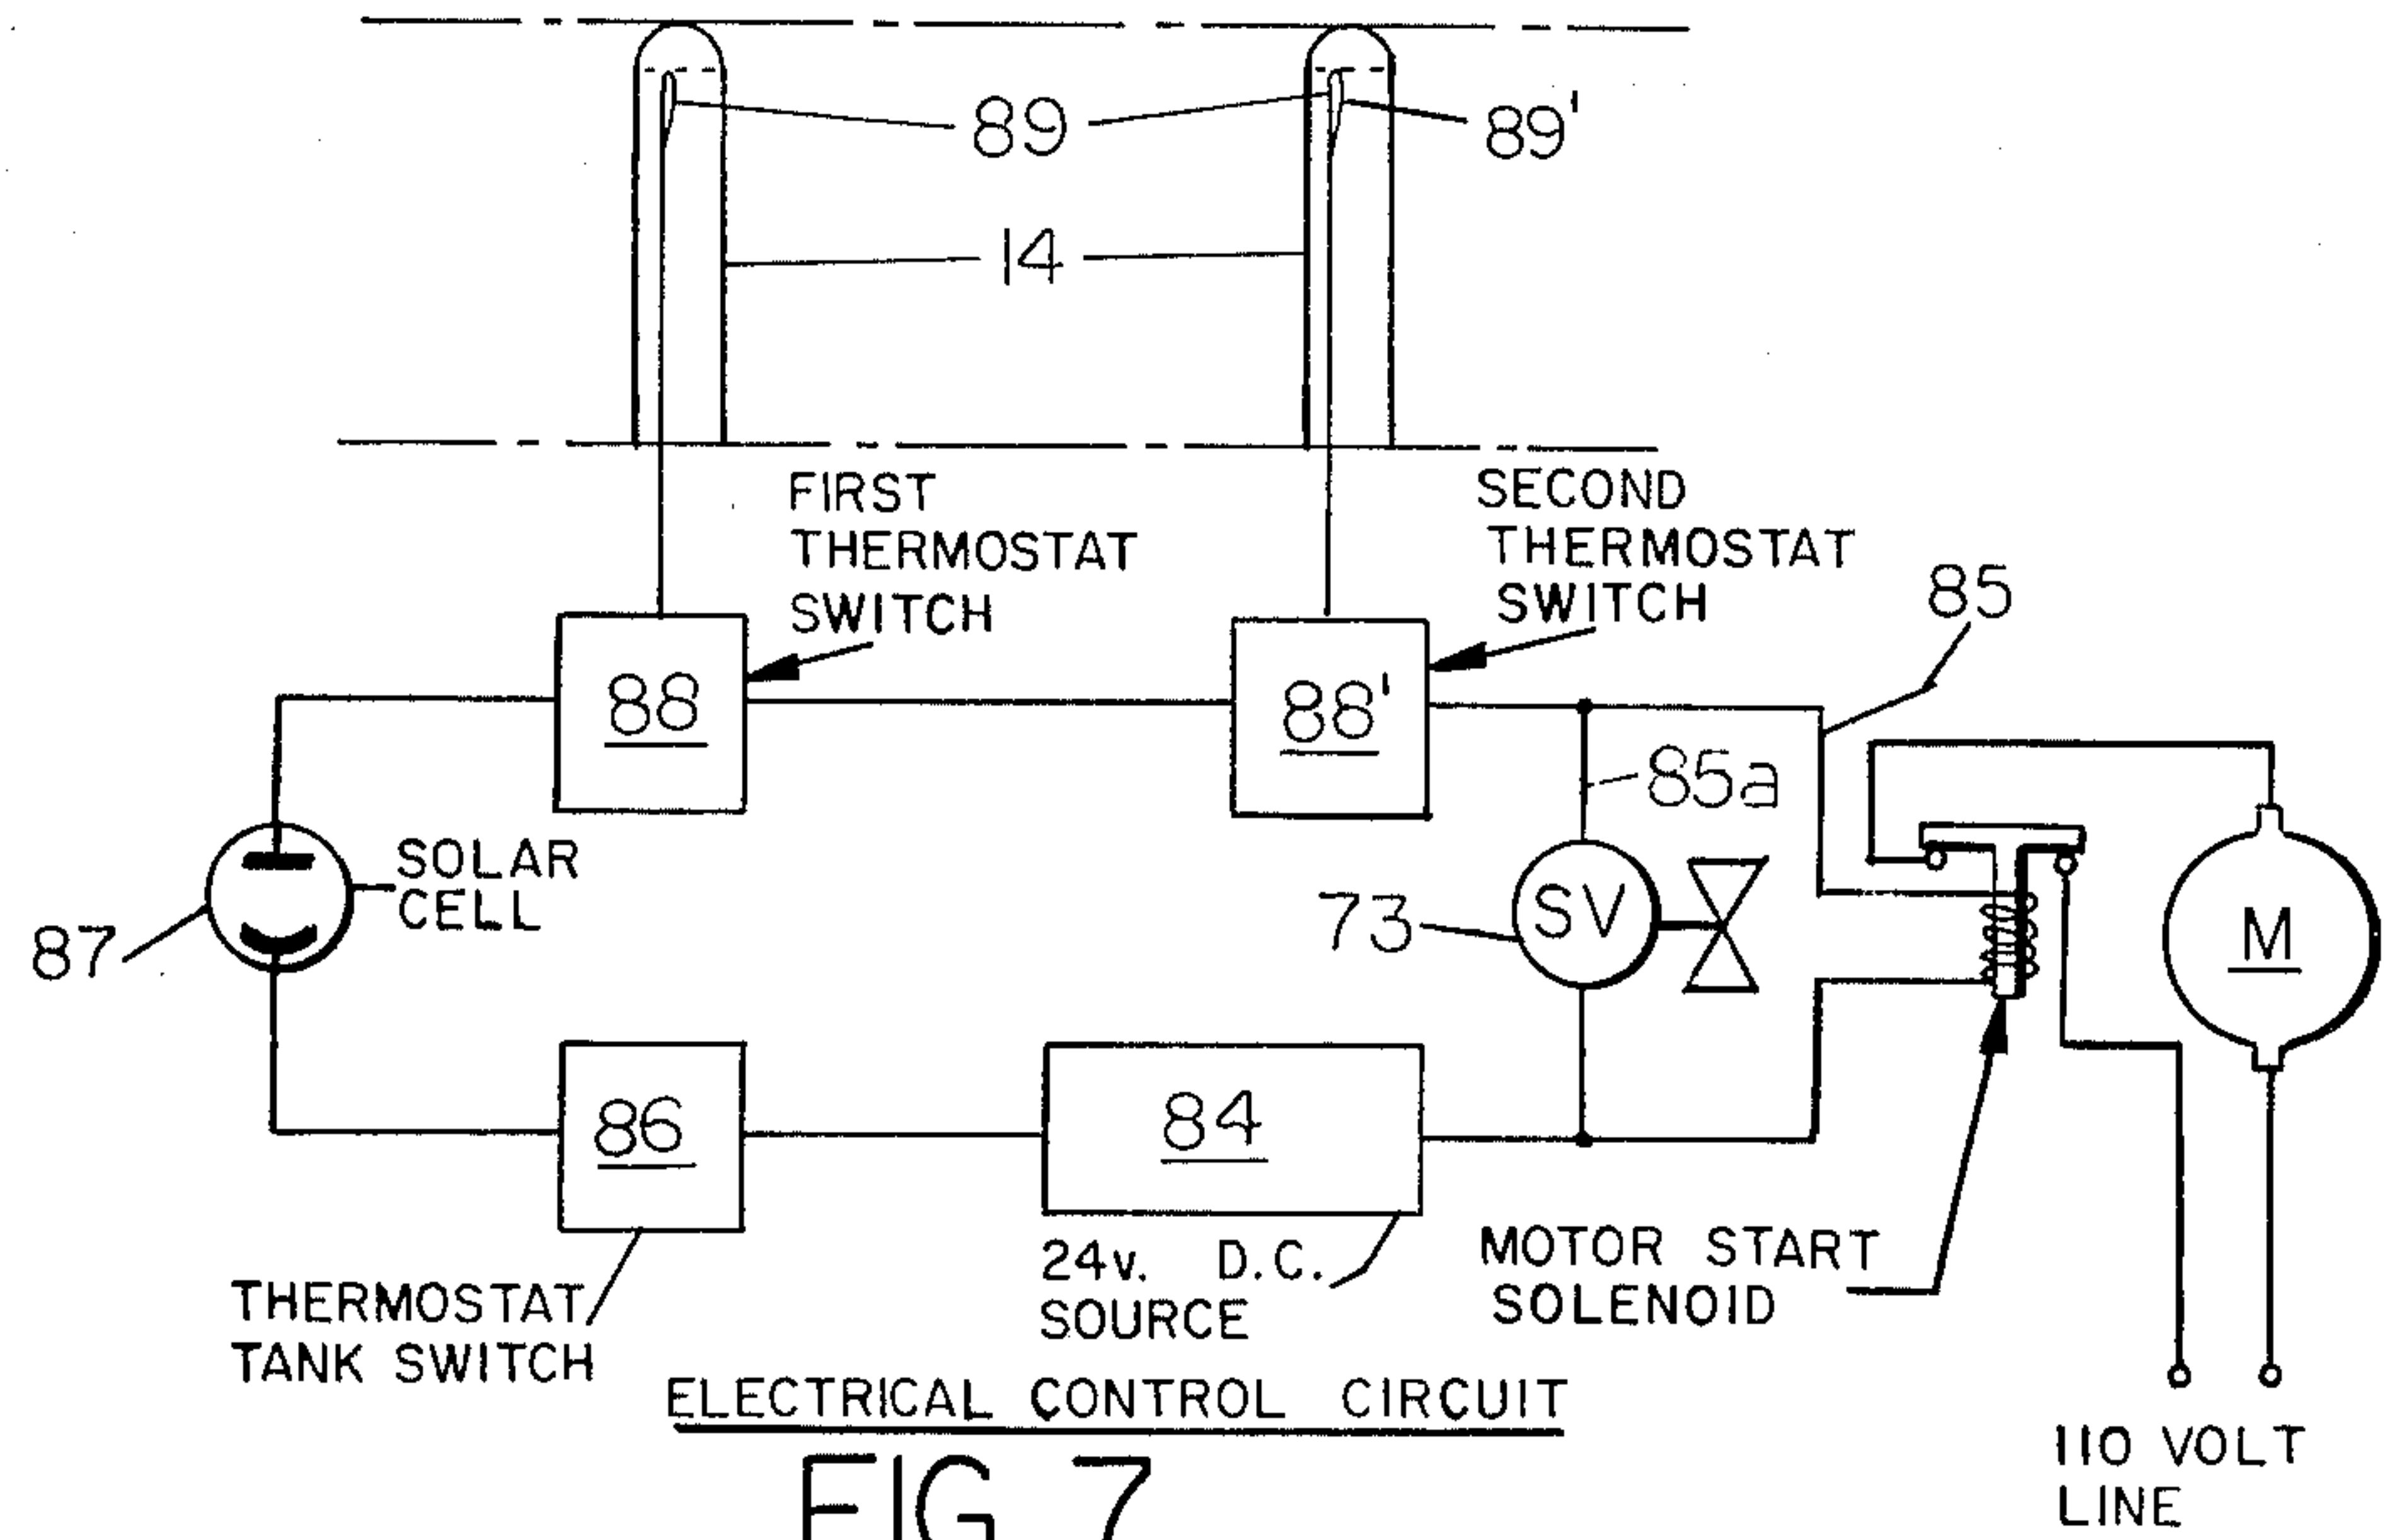 89
89'
14
FIRST
THERMOSTAT
SWITCH
SECOND
THERMOSTAT
SWITCH
85
88
88'
85a
SOLAR
CELL
87
73
SV
M
86
84
THERMOSTAT
TANK SWITCH
24v. D.C.
SOURCE
MOTOR START
SOLENOID
ELECTRICAL CONTROL CIRCUIT
110 VOLT
LINE
FIG 7